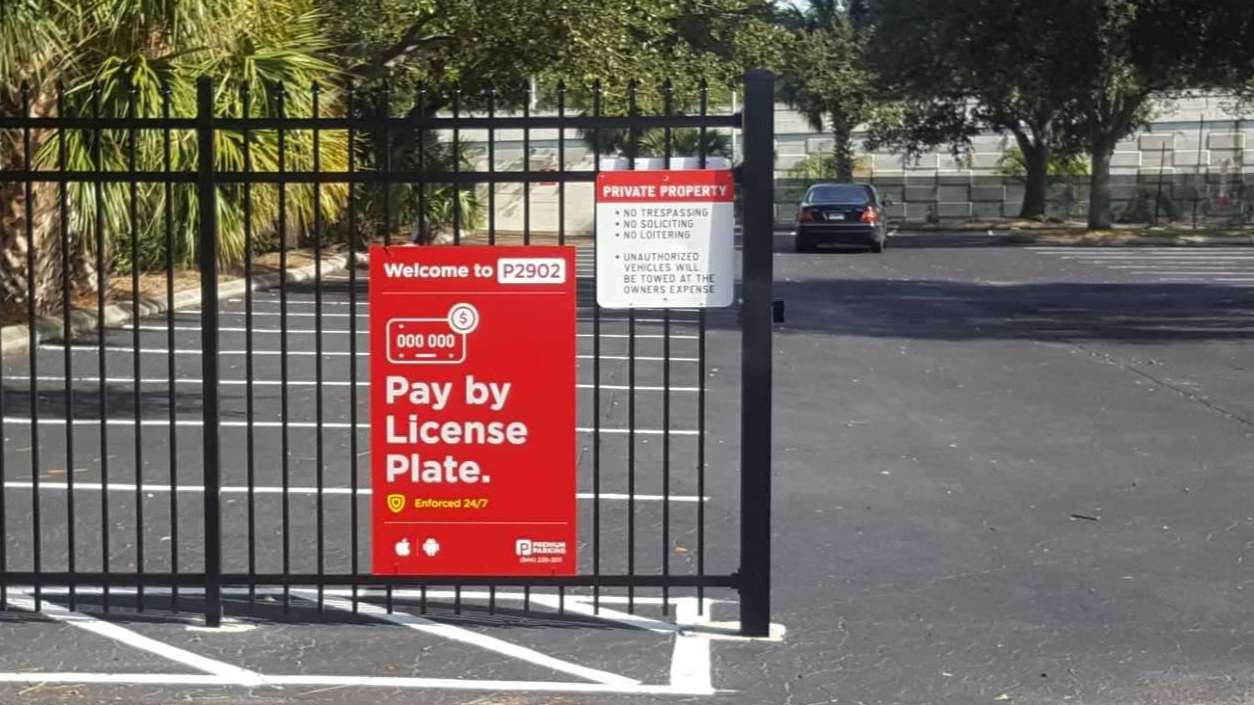 PRIVATE PROPERTY
• NO TRESPASSING
• NO SOLICITING
• NO LOITERING
• UNAUTHORIZED
VEHICLES WILL
BE TOWED AT THE
OWNERS EXPENSE
Welcome to P2902
$
000 000
Pay by
License
Plate.
Enforced 24/7
P PREMIUM
PARKING